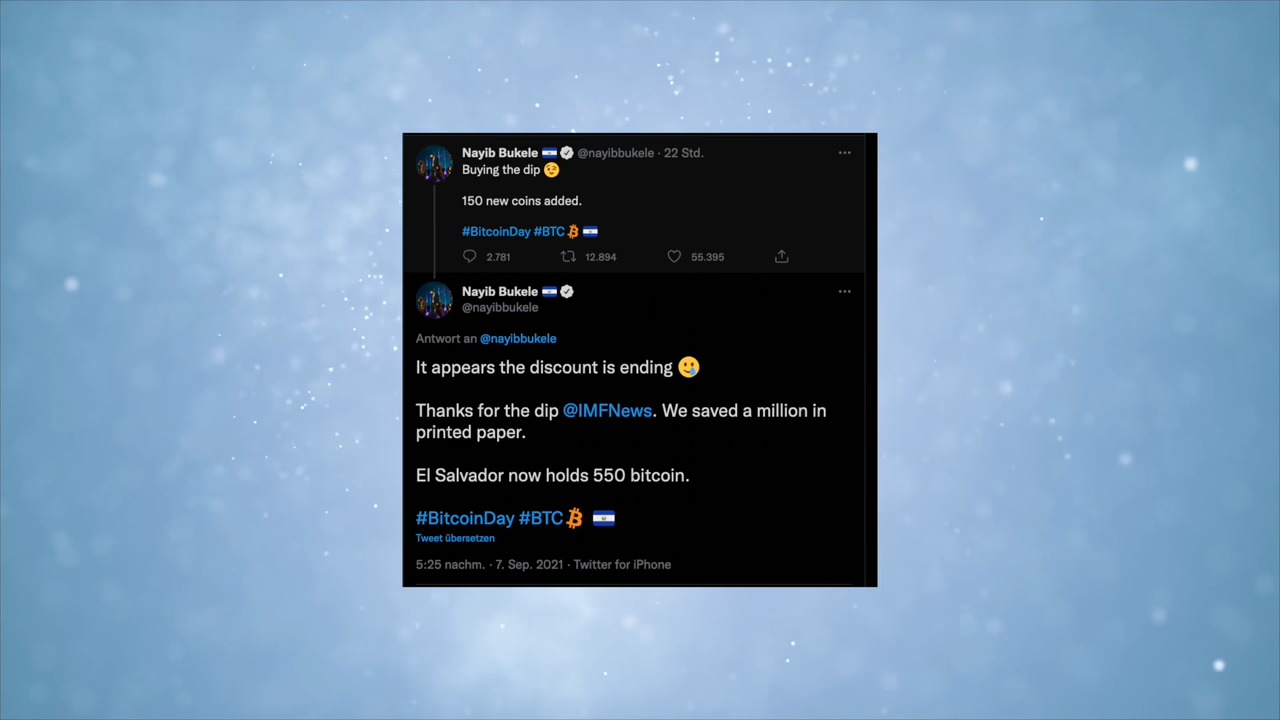 Nayib Bukele 🇸🇻 @nayibbukele · 22 Std.
Buying the dip 😉
150 new coins added.
#BitcoinDay #BTC 🇸🇻
2.781 12.894 55.395
Nayib Bukele 🇸🇻
@nayibbukele
Antwort an @nayibbukele
It appears the discount is ending 🥲
Thanks for the dip @IMFNews. We saved a million in
printed paper.
El Salvador now holds 550 bitcoin.
#BitcoinDay #BTC 🇸🇻
Tweet übersetzen
5:25 nachm. · 7. Sep. 2021 · Twitter for iPhone